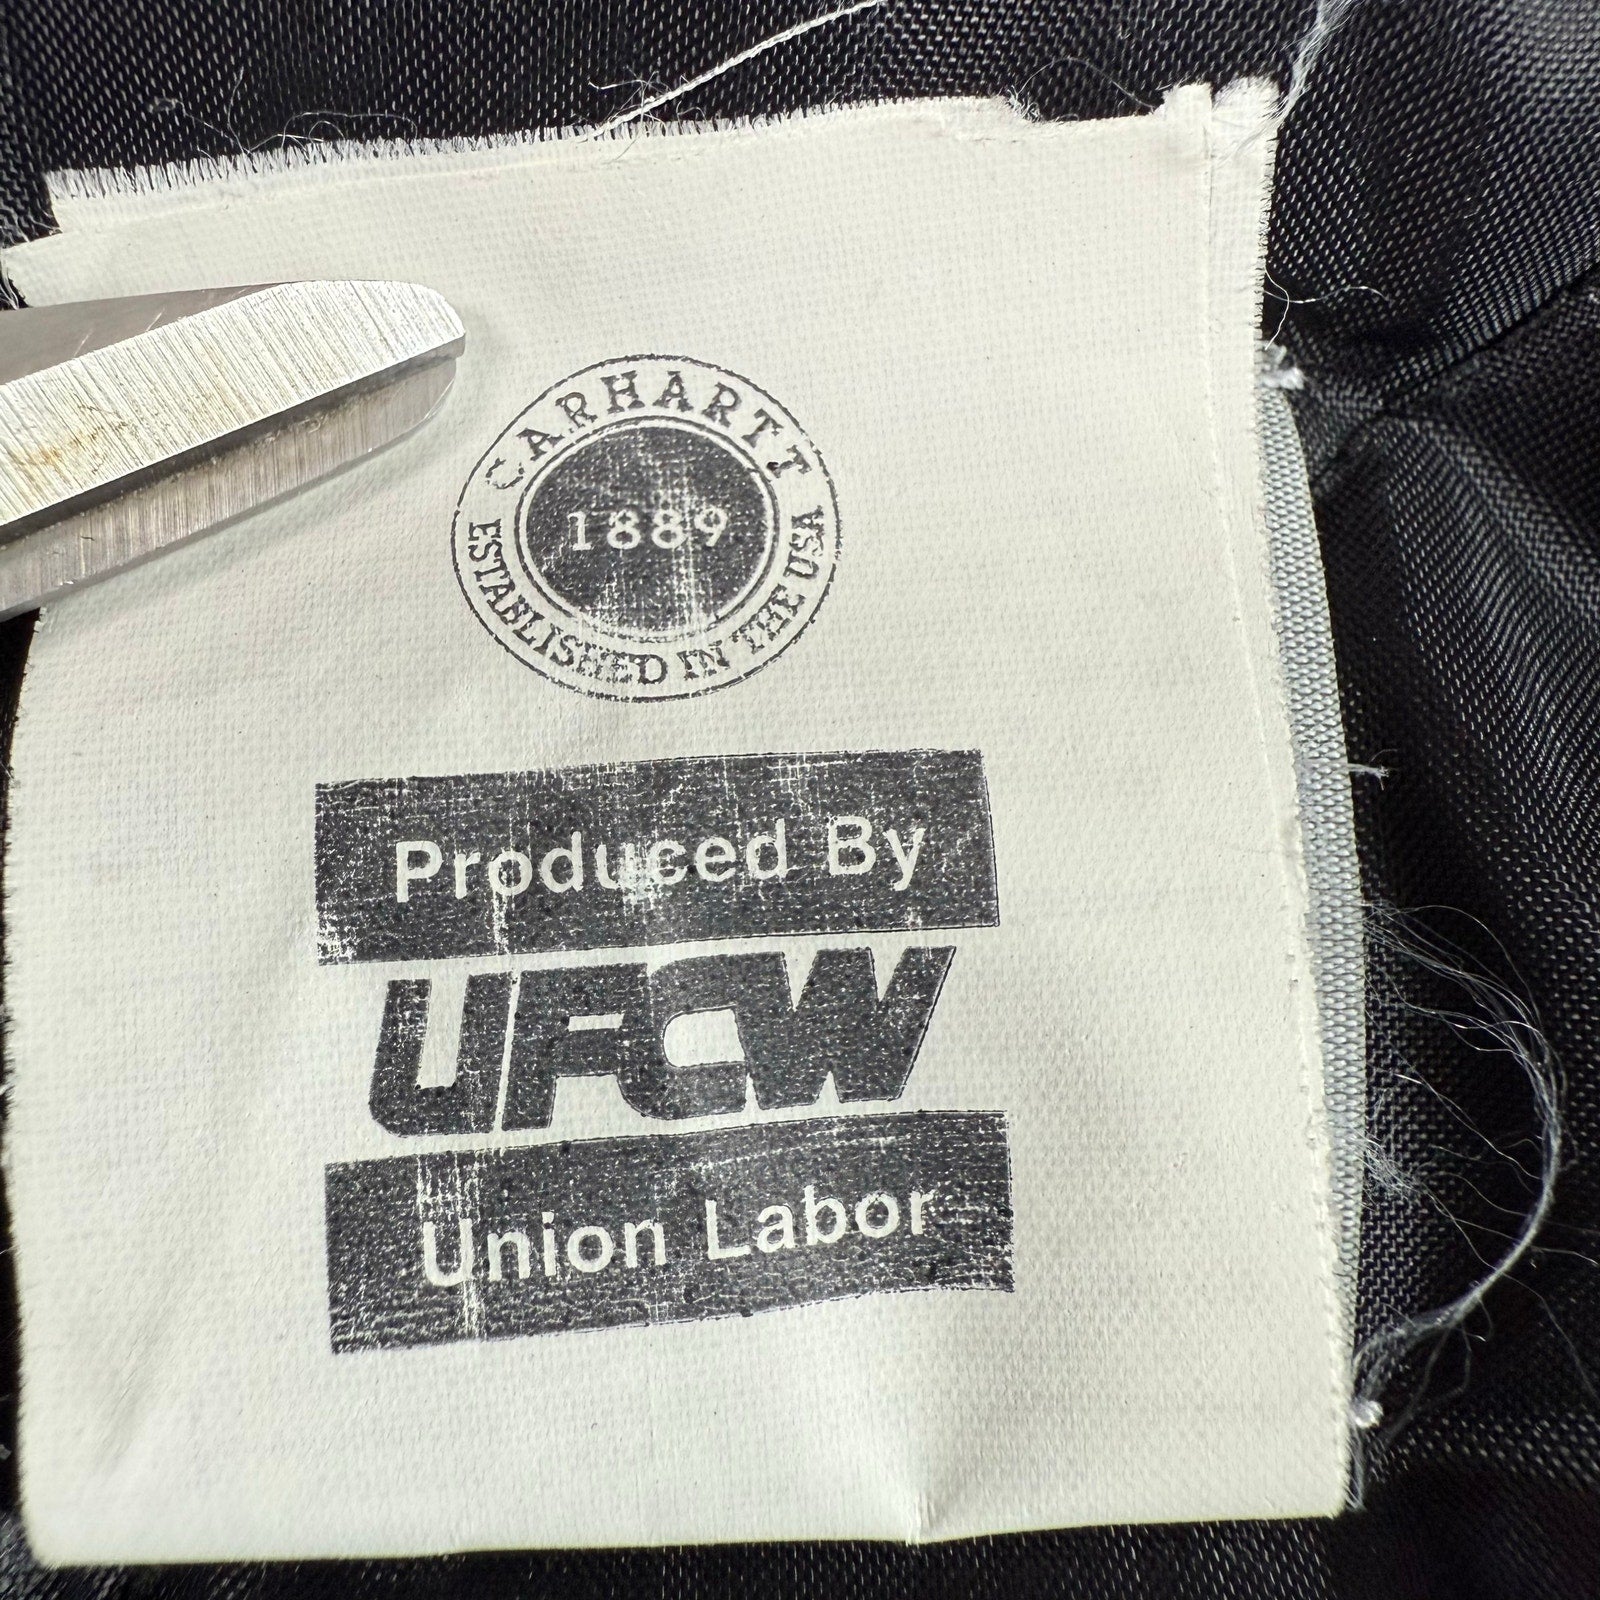 CARHARTT
1889
ESTABLISHED IN THE USA
Produced By
UFCW
Union Labor